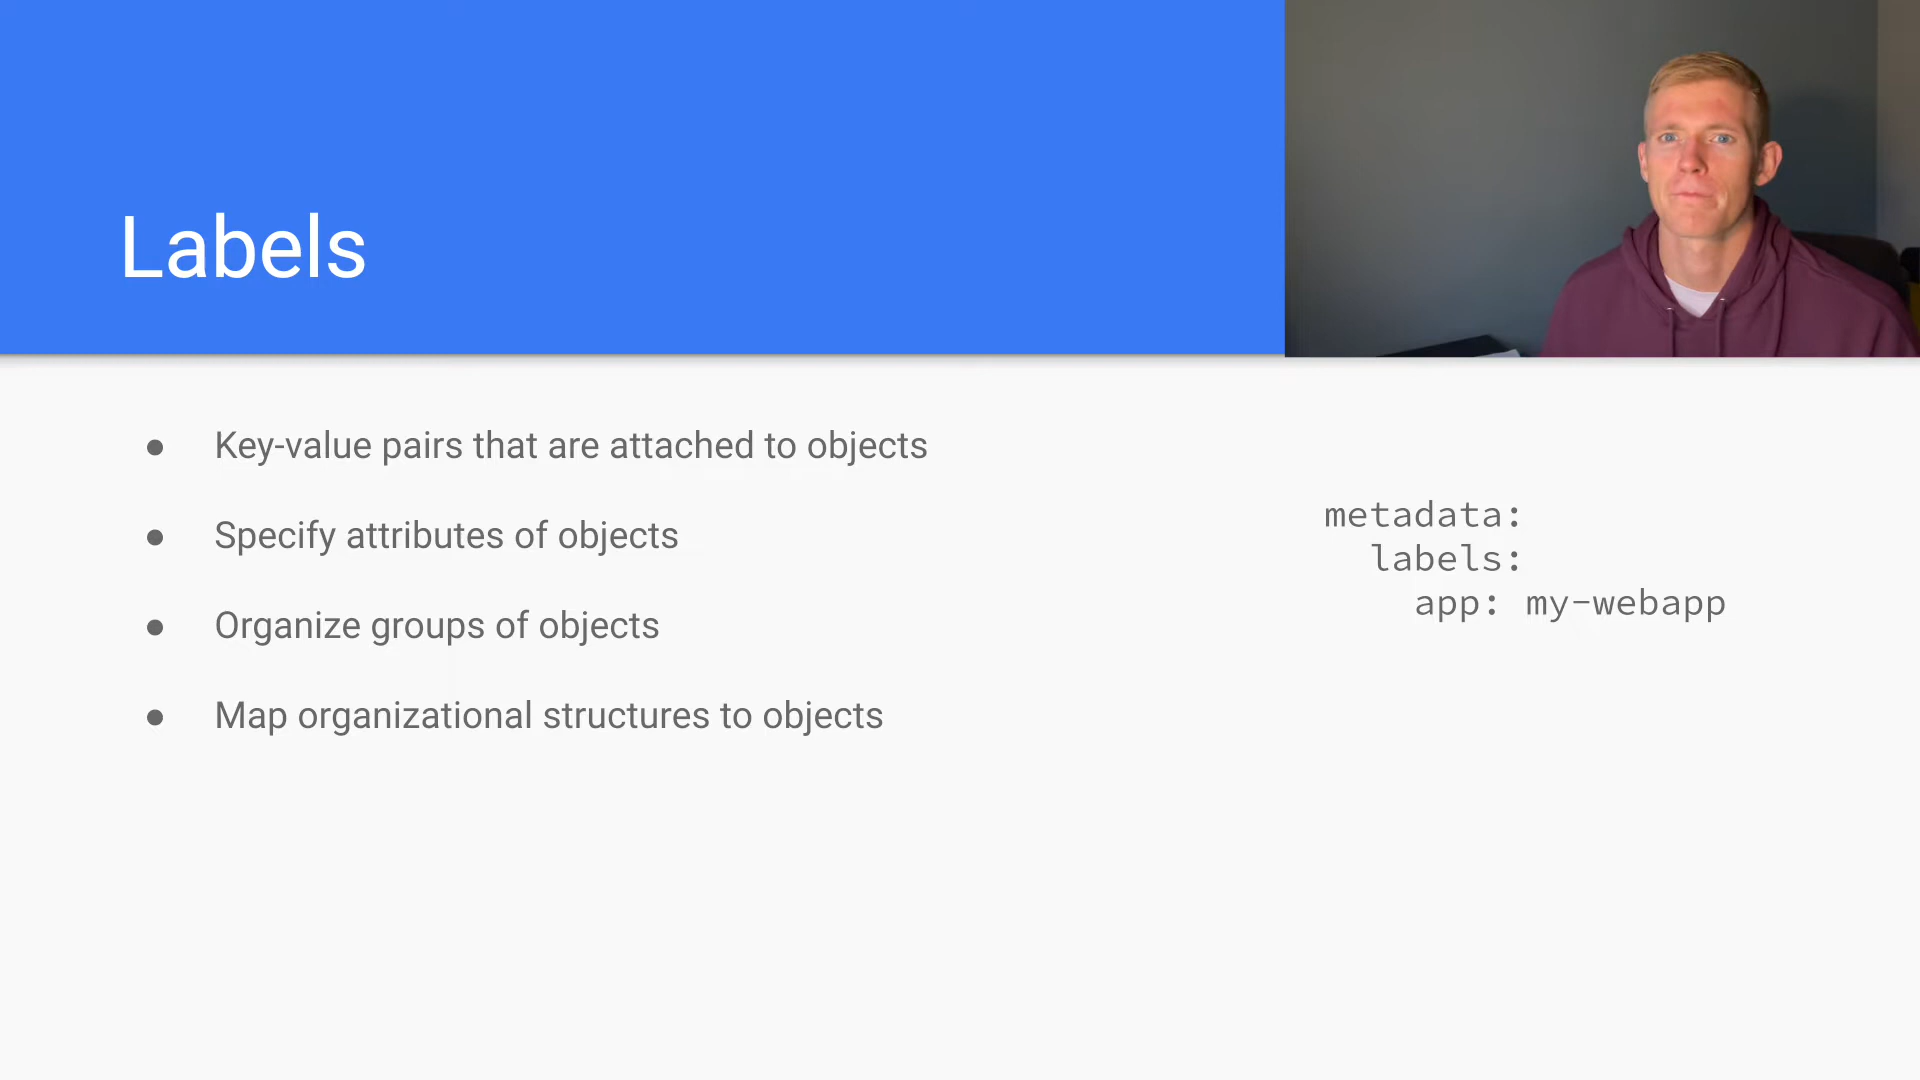 Labels
● Key-value pairs that are attached to objects
● Specify attributes of objects
● Organize groups of objects
● Map organizational structures to objects
metadata:
  labels:
    app: my-webapp